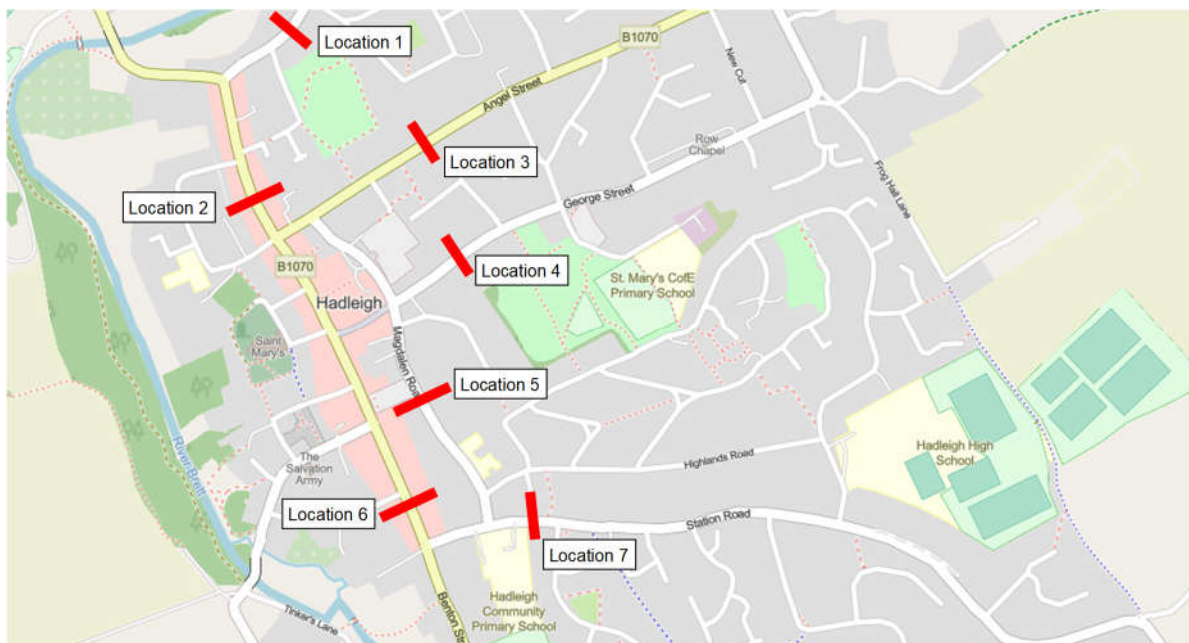 Location 1
B1070
Angel Street
New Cut
Location 3
Row
Chapel
Location 2
George Street
Frog Hall Lane
B1070
Location 4
St. Mary's CofE
Primary School
Hadleigh
Saint
Mary's
Magdalen Road
Location 5
Hadleigh High
School
The
Salvation
Army
River Brett
Highlands Road
Location 6
Station Road
Location 7
Hadleigh
Community
Primary School
Tinker's Lane
Benton St